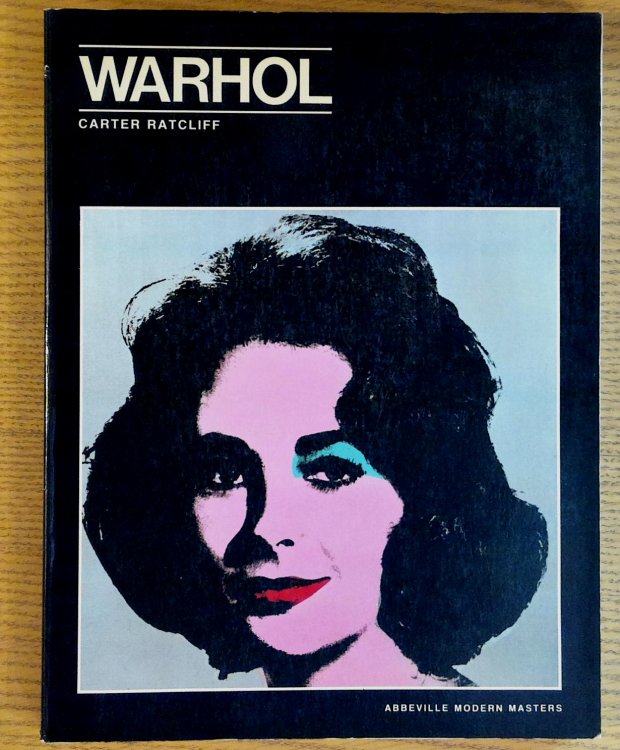 WARHOL
CARTER RATCLIFF
ABBEVILLE MODERN MASTERS